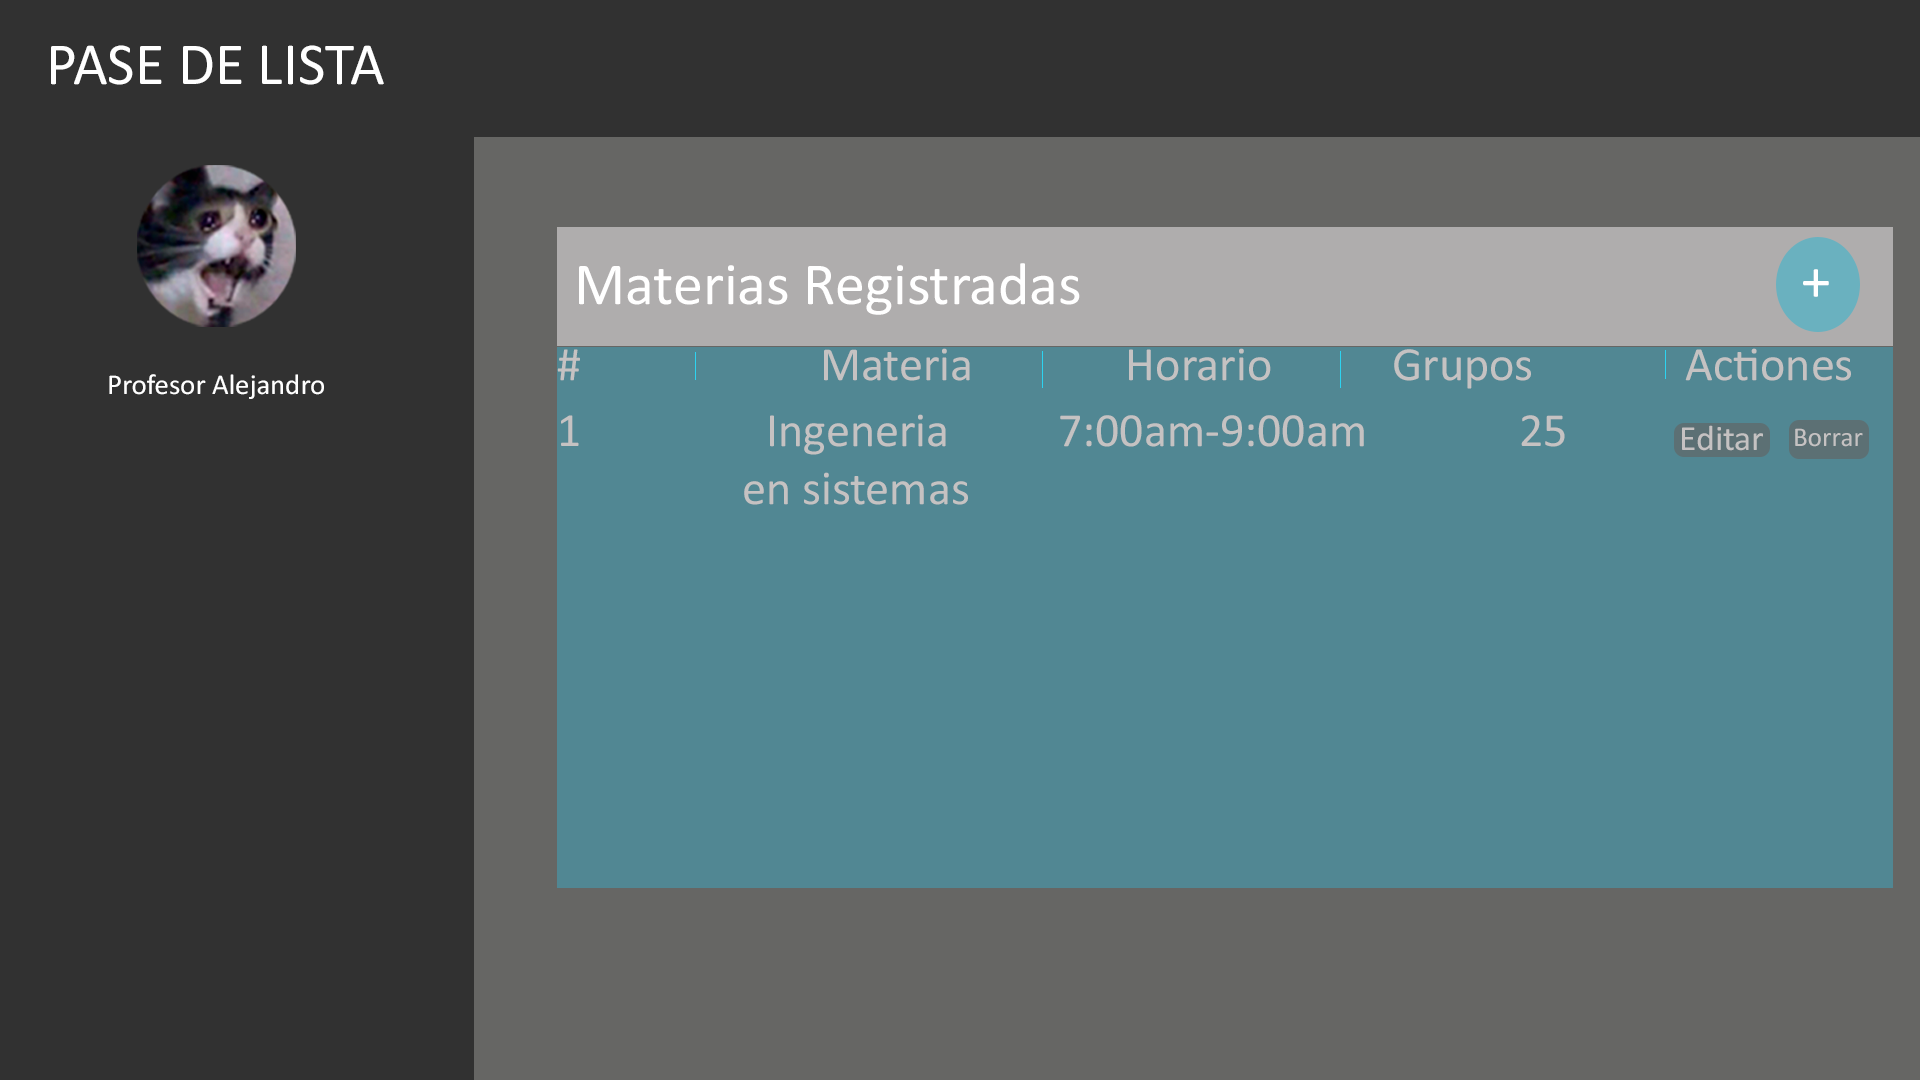 PASE DE LISTA
Profesor Alejandro
Materias Registradas +
# Materia Horario Grupos Actiones
1 Ingeneria 7:00am-9:00am 25 Editar Borrar
en sistemas